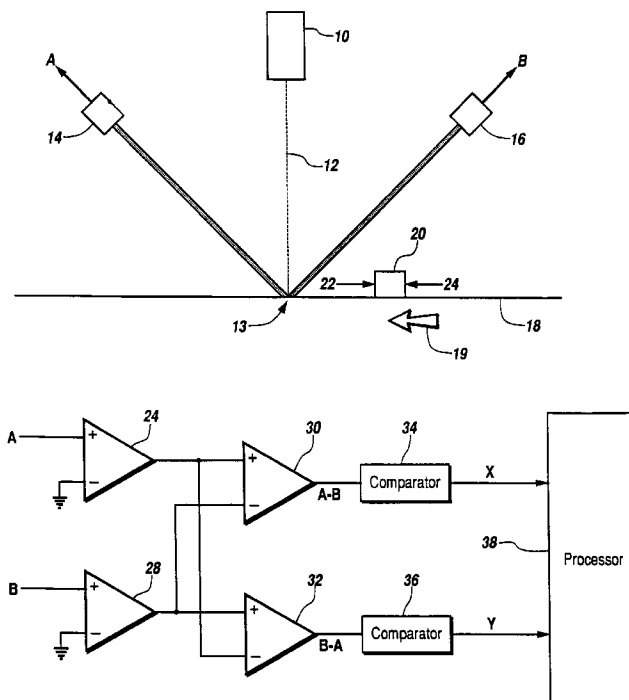 10
A
B
14
12
16
20
22
24
13
19
18
A
+
−
24
+
−
30
A-B
34
Comparator
X
38
Processor
B
+
−
28
+
−
32
B-A
36
Comparator
Y